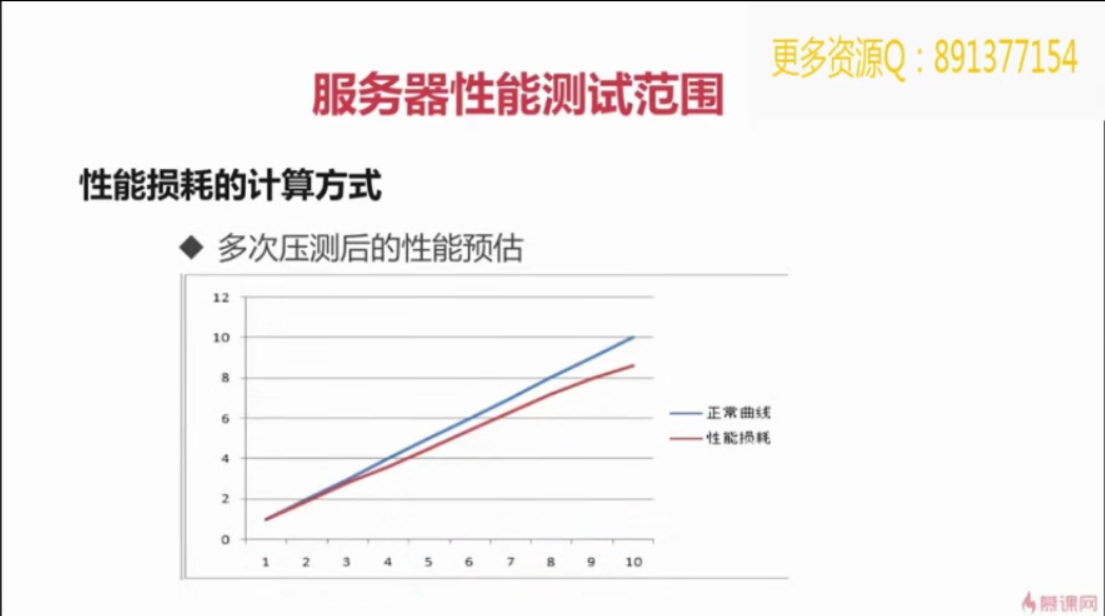 更多资源Q：891377154
服务器性能测试范围
性能损耗的计算方式
◆ 多次压测后的性能预估
12
10
8
6
4
2
0
1 2 3 4 5 6 7 8 9 10
正常曲线
性能损耗
慕课网